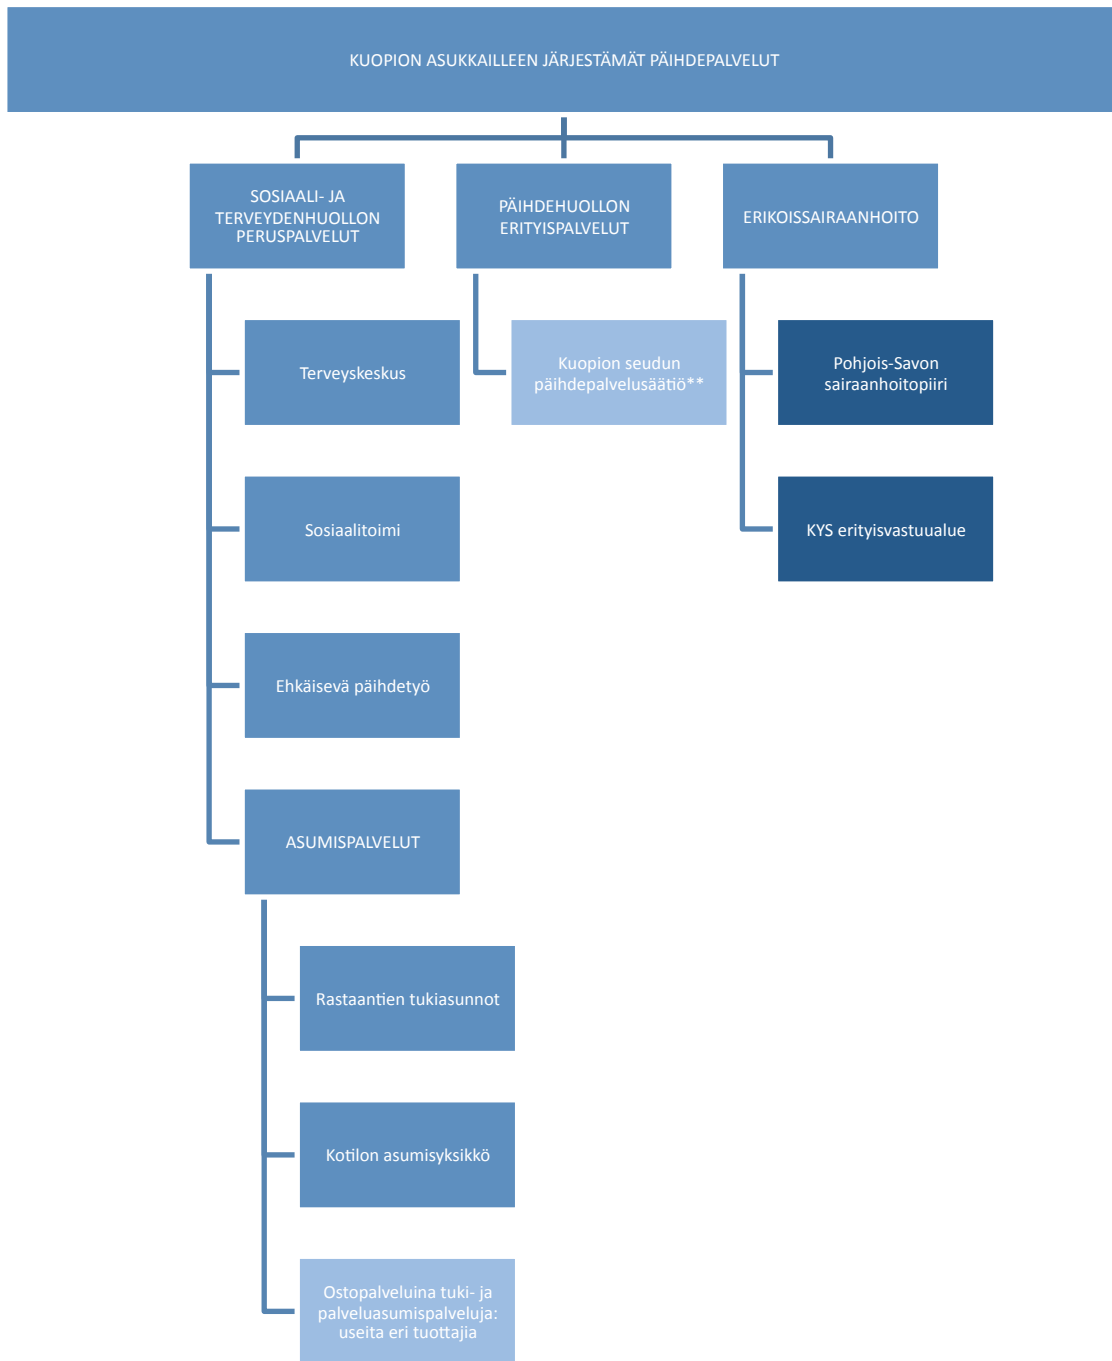 KUOPION ASUKKAILLEEN JÄRJESTÄMÄT PÄIHDEPALVELUT
SOSIAALI- JA
TERVEYDENHUOLLON
PERUSPALVELUT
PÄIHDEHUOLLON
ERITYISPALVELUT
ERIKOISSAIRAANHOITO
Terveyskeskus
Kuopion seudun
päihdepalvelusäätiö**
Pohjois-Savon
sairaanhoitopiiri
Sosiaalitoimi
KYS erityisvastuualue
Ehkäisevä päihdetyö
ASUMISPALVELUT
Rastaantien tukiasunnot
Kotilon asumisyksikkö
Ostopalveluina tuki- ja
palveluasumispalveluja:
useita eri tuottajia